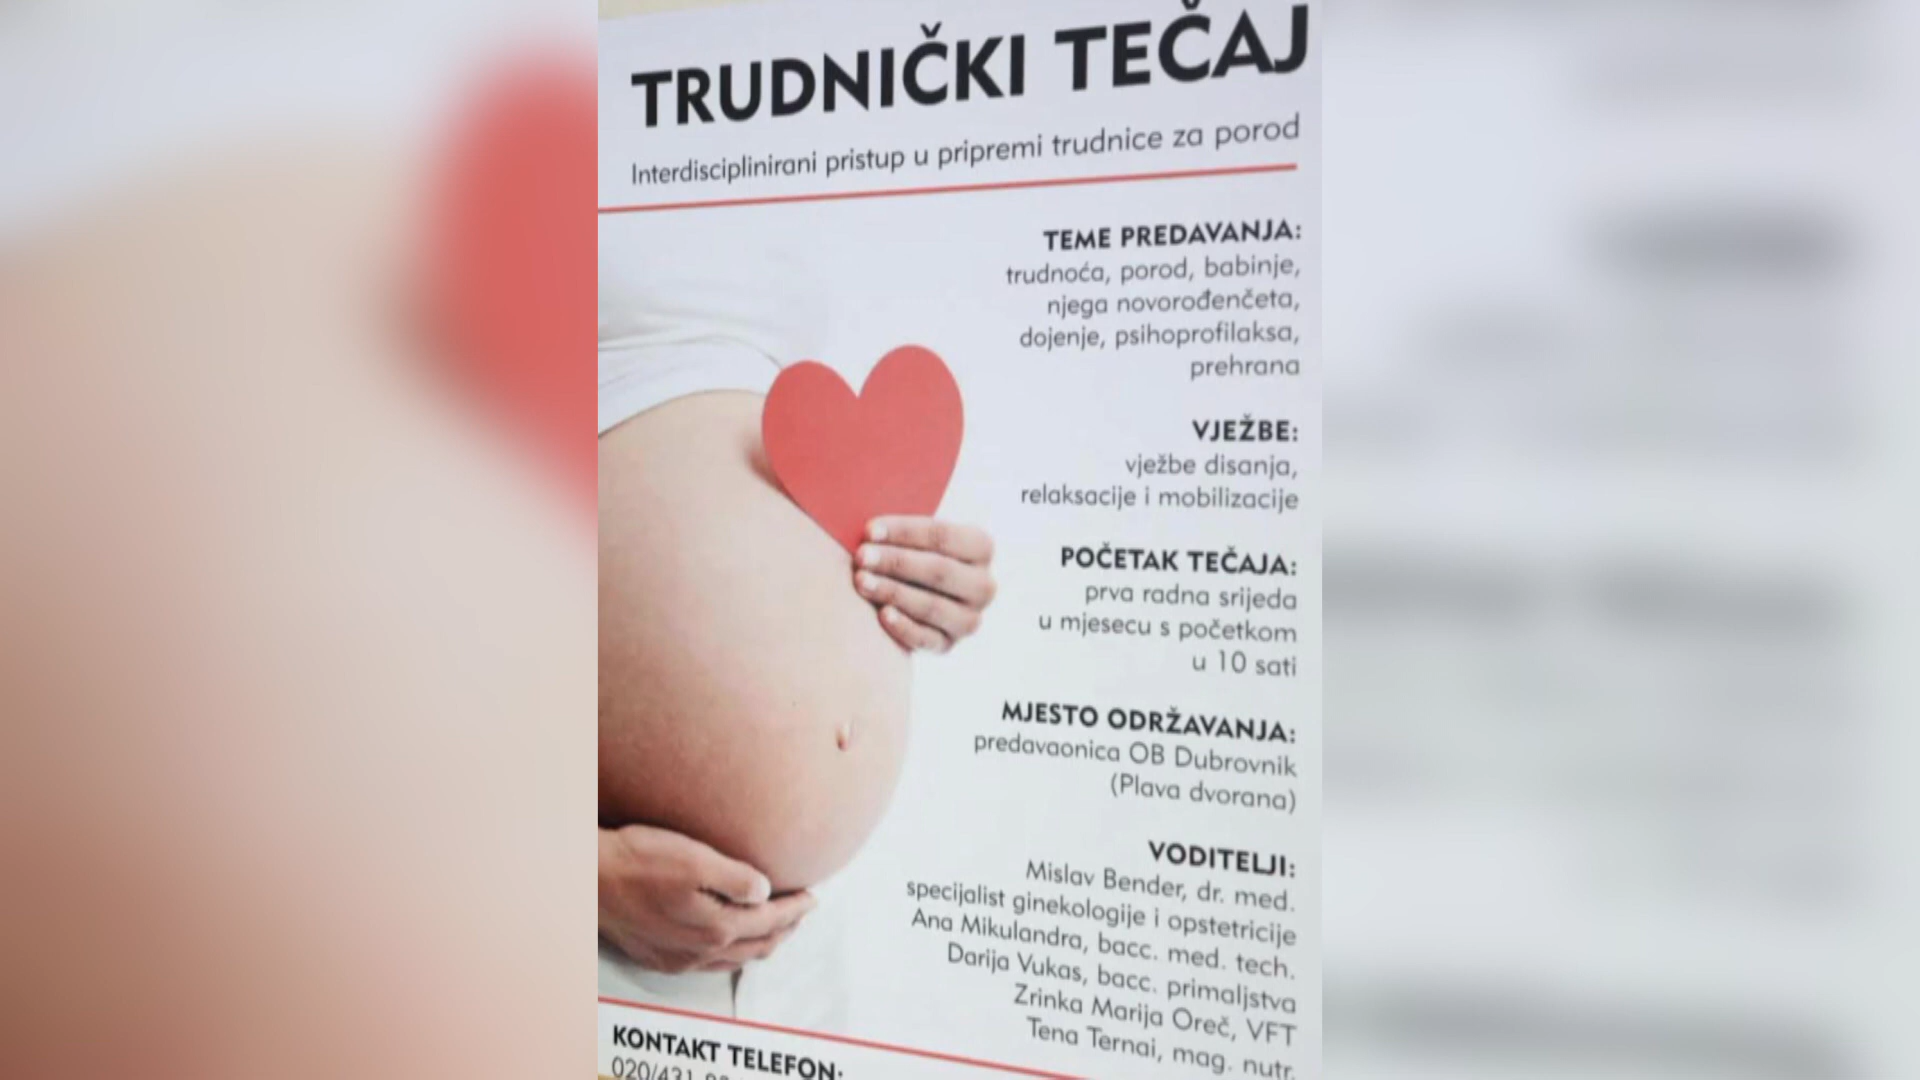 TRUDNIČKI TEČAJ
Interdisciplinirani pristup u pripremi trudnice za porod
TEME PREDAVANJA:
trudnoća, porod, babinje,
njega novorođenčeta,
dojenje, psihoprofilaksa,
prehrana
VJEŽBE:
vježbe disanja,
relaksacije i mobilizacije
POČETAK TEČAJA:
prva radna srijeda
u mjesecu s početkom
u 10 sati
MJESTO ODRŽAVANJA:
predavaonica OB Dubrovnik
(Plava dvorana)
VODITELJI:
Mislav Bender, dr. med.
specijalist ginekologije i opstetricije
Ana Mikulandra, bacc. med. tech.
Darija Vukas, bacc. primaljstva
Zrinka Marija Oreč, VFT
Tena Ternai, mag. nutr.
KONTAKT TELEFON: